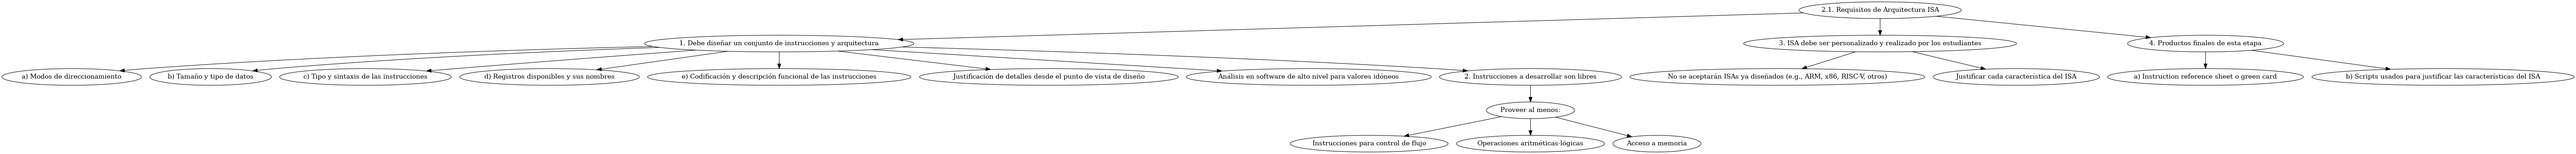 2.1. Requisitos de Arquitectura ISA
1. Debe diseñar un conjunto de instrucciones y arquitectura
3. ISA debe ser personalizado y realizado por los estudiantes
4. Productos finales de esta etapa
a) Modos de direccionamiento
b) Tamaño y tipo de datos
c) Tipo y sintaxis de las instrucciones
d) Registros disponibles y sus nombres
e) Codificación y descripción funcional de las instrucciones
Justificación de detalles desde el punto de vista de diseño
Análisis en software de alto nivel para valores idóneos
2. Instrucciones a desarrollar son libres
No se aceptarán ISAs ya diseñados (e.g., ARM, x86, RISC-V, otros)
Justificar cada característica del ISA
a) Instruction reference sheet o green card
b) Scripts usados para justificar las características del ISA
Proveer al menos:
Instrucciones para control de flujo
Operaciones aritméticas-lógicas
Acceso a memoria